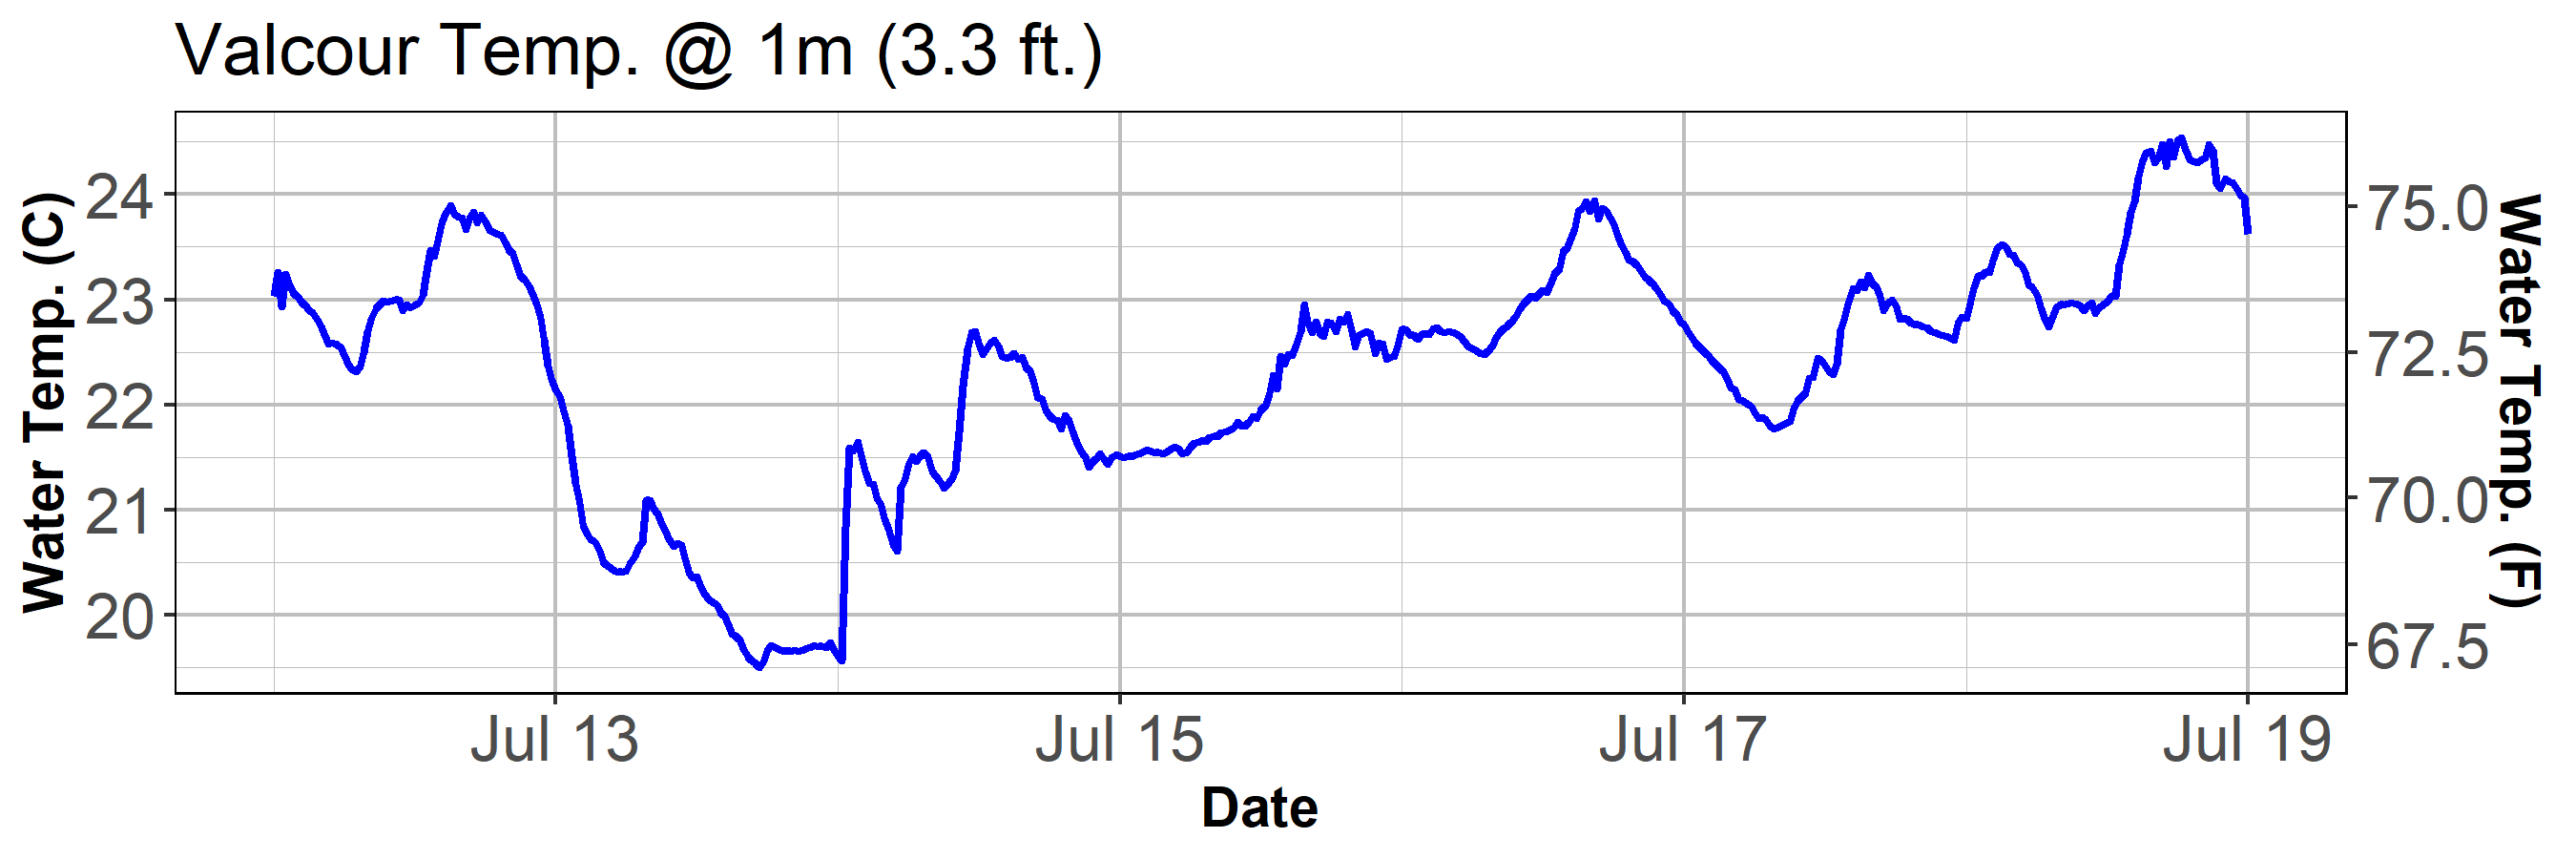 Valcour Temp. @ 1m (3.3 ft.)
Water Temp. (C)
24
23
22
21
20
75.0
72.5
70.0
67.5
Water Temp. (F)
Jul 13 Jul 15 Jul 17 Jul 19
Date